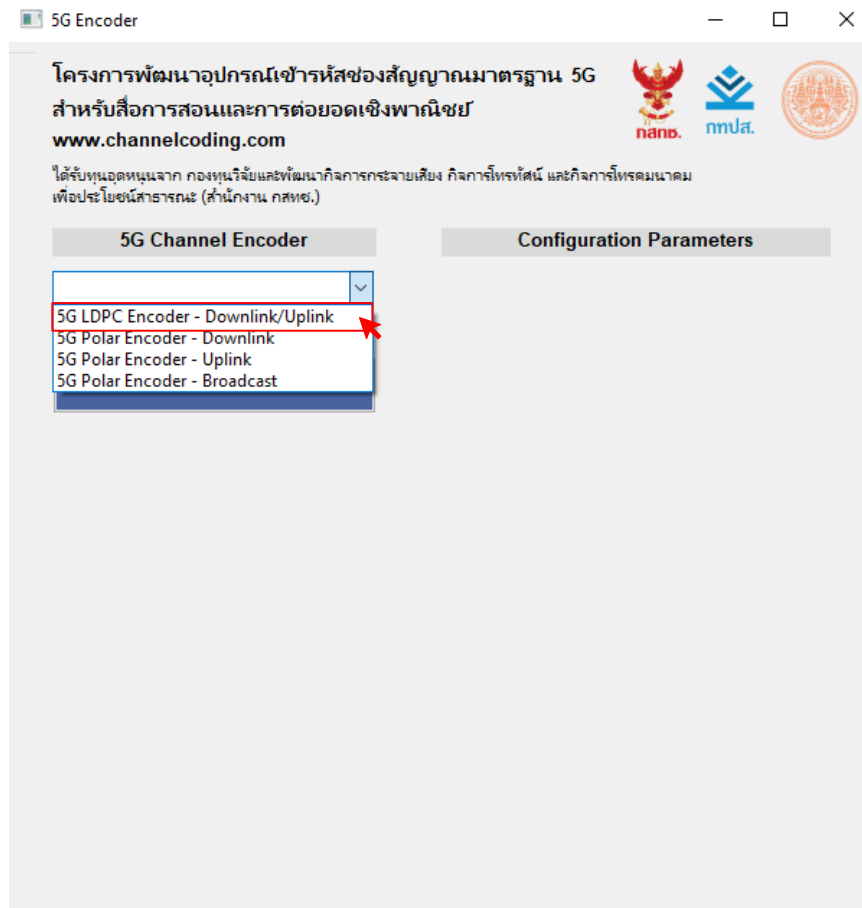 5G Encoder
โครงการพัฒนาอุปกรณ์เข้ารหัสช่องสัญญาณมาตรฐาน 5G
สำหรับสื่อการสอนและการต่อยอดเชิงพาณิชย์
www.channelcoding.com
กสทช.
กทปส.
ได้รับทุนอุดหนุนจาก กองทุนวิจัยและพัฒนากิจการกระจายเสียง กิจการโทรทัศน์ และกิจการโทรคมนาคม
เพื่อประโยชน์สาธารณะ (สำนักงาน กสทช.)
5G Channel Encoder
Configuration Parameters
5G LDPC Encoder - Downlink/Uplink
5G Polar Encoder - Downlink
5G Polar Encoder - Uplink
5G Polar Encoder - Broadcast